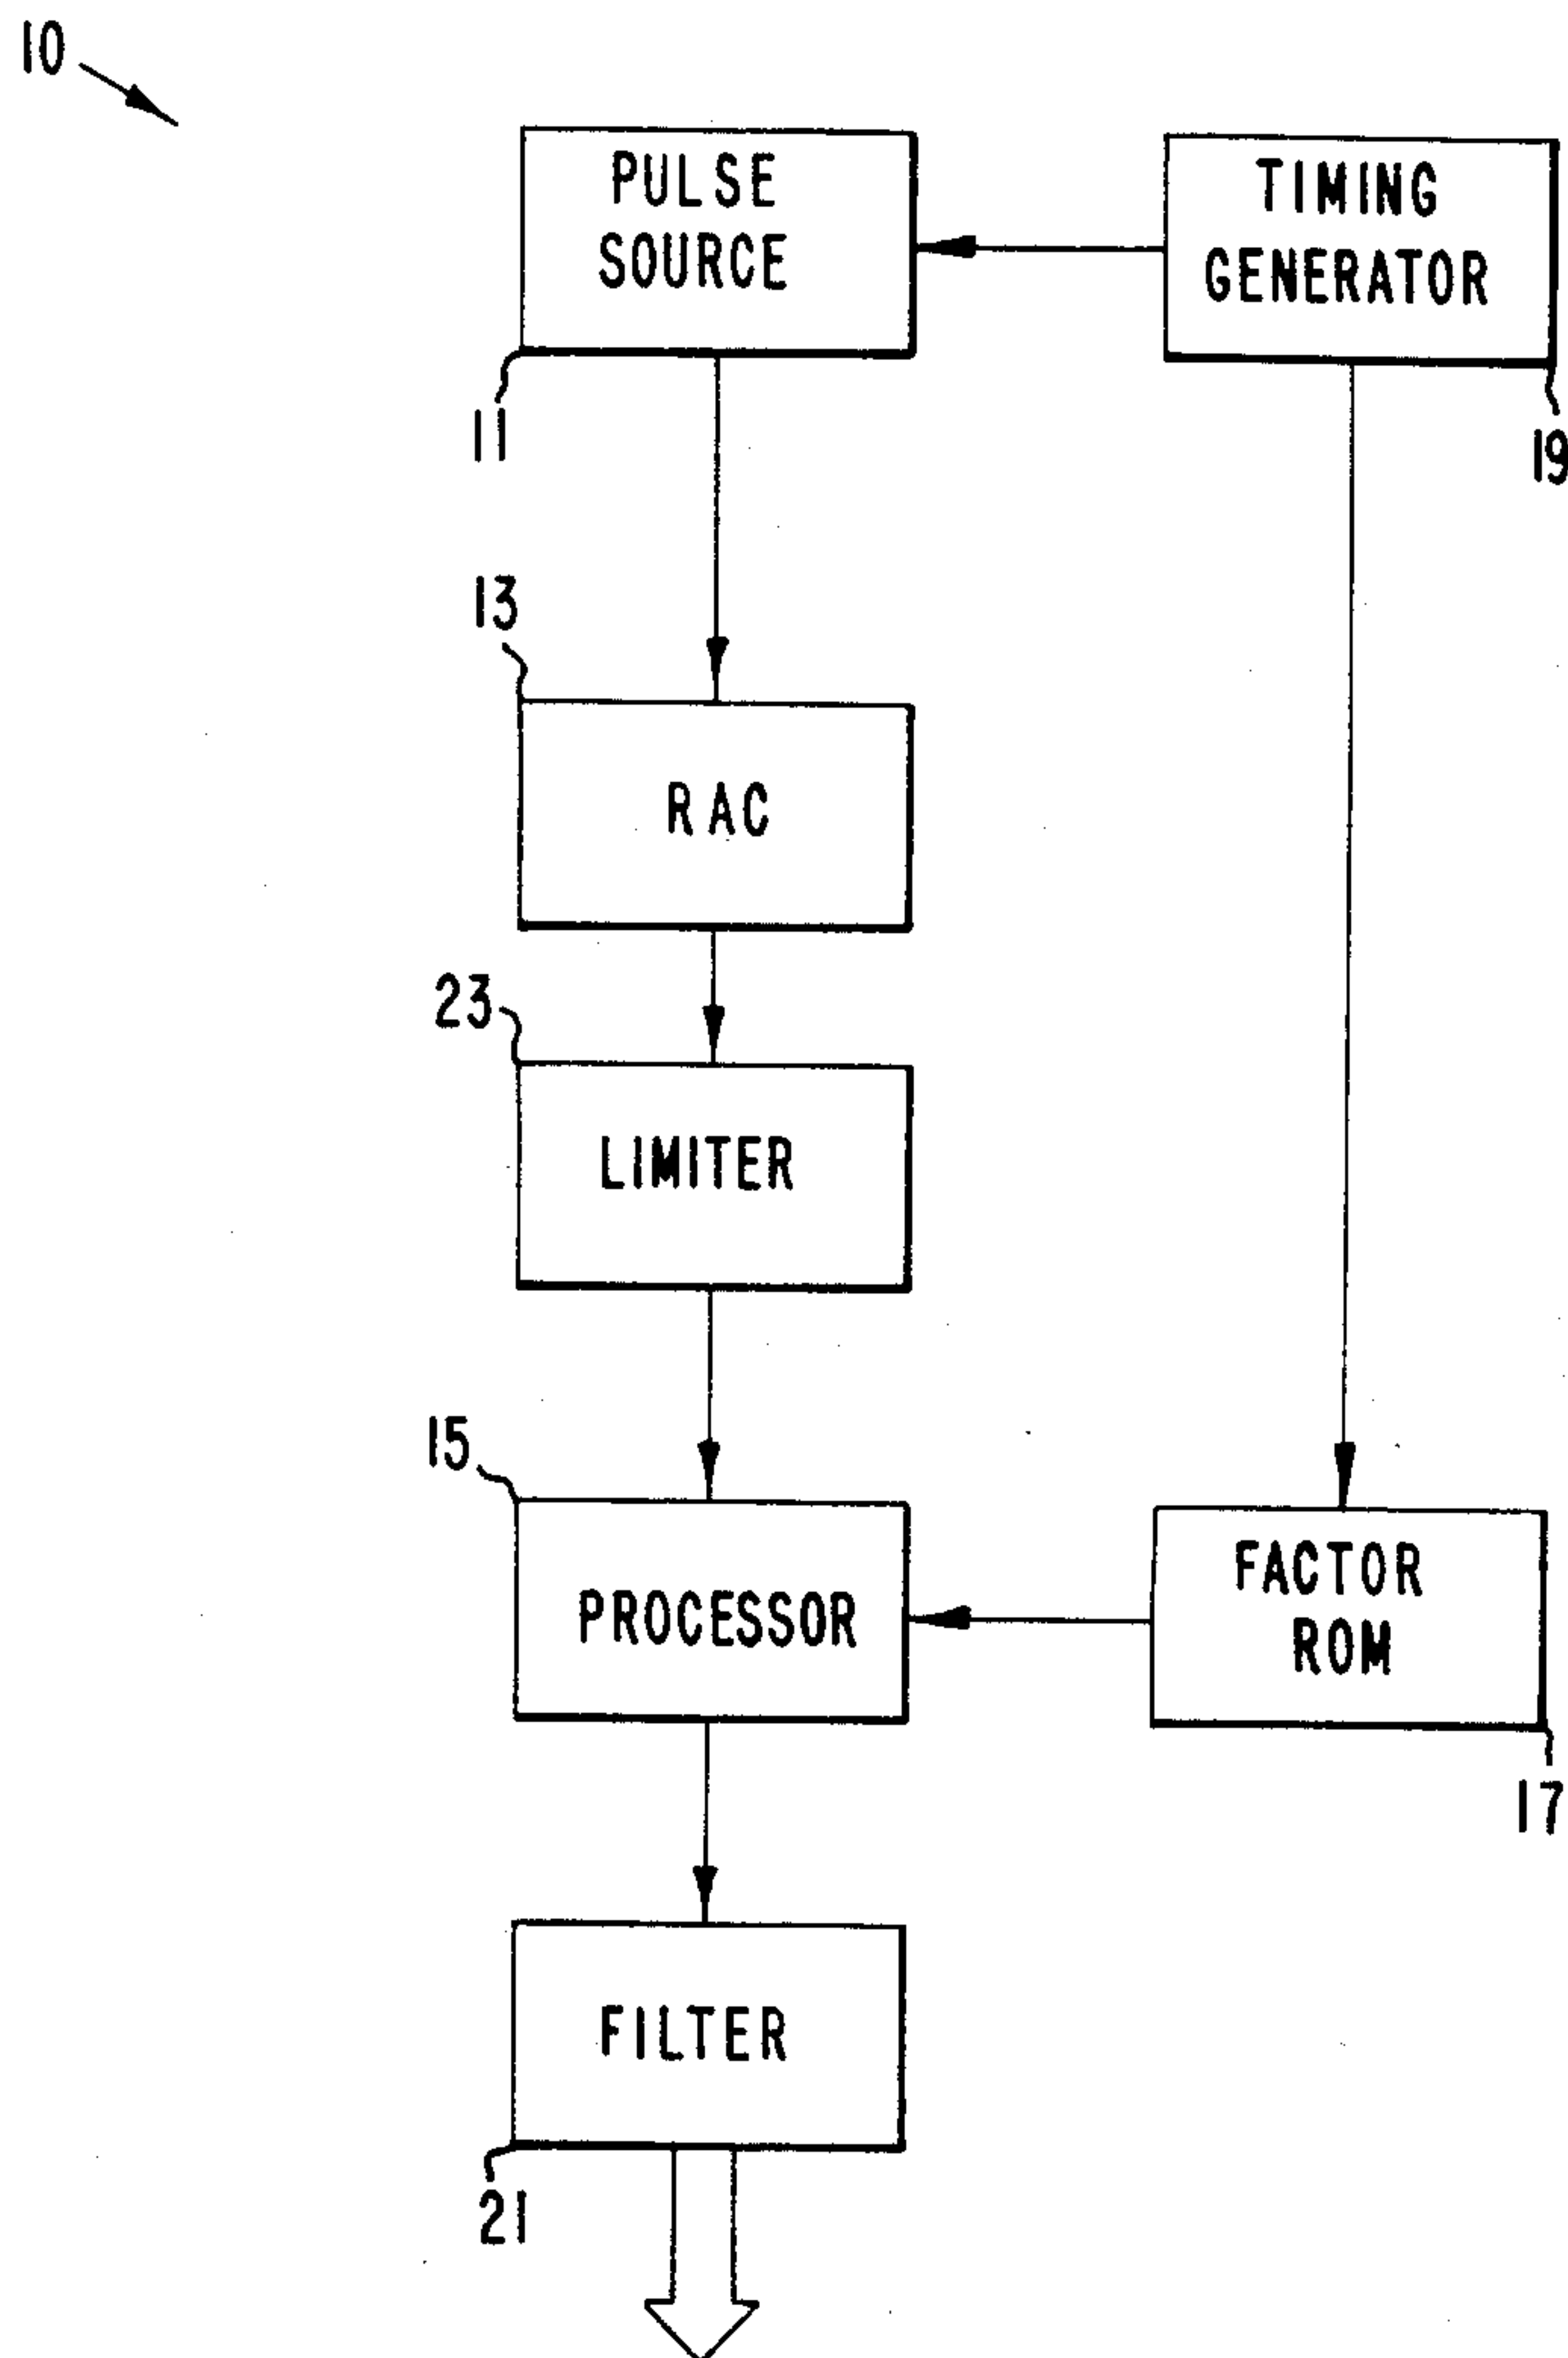 10
PULSE
SOURCE
TIMING
GENERATOR
11
19
13
RAC
23
LIMITER
15
PROCESSOR
FACTOR
ROM
17
FILTER
21